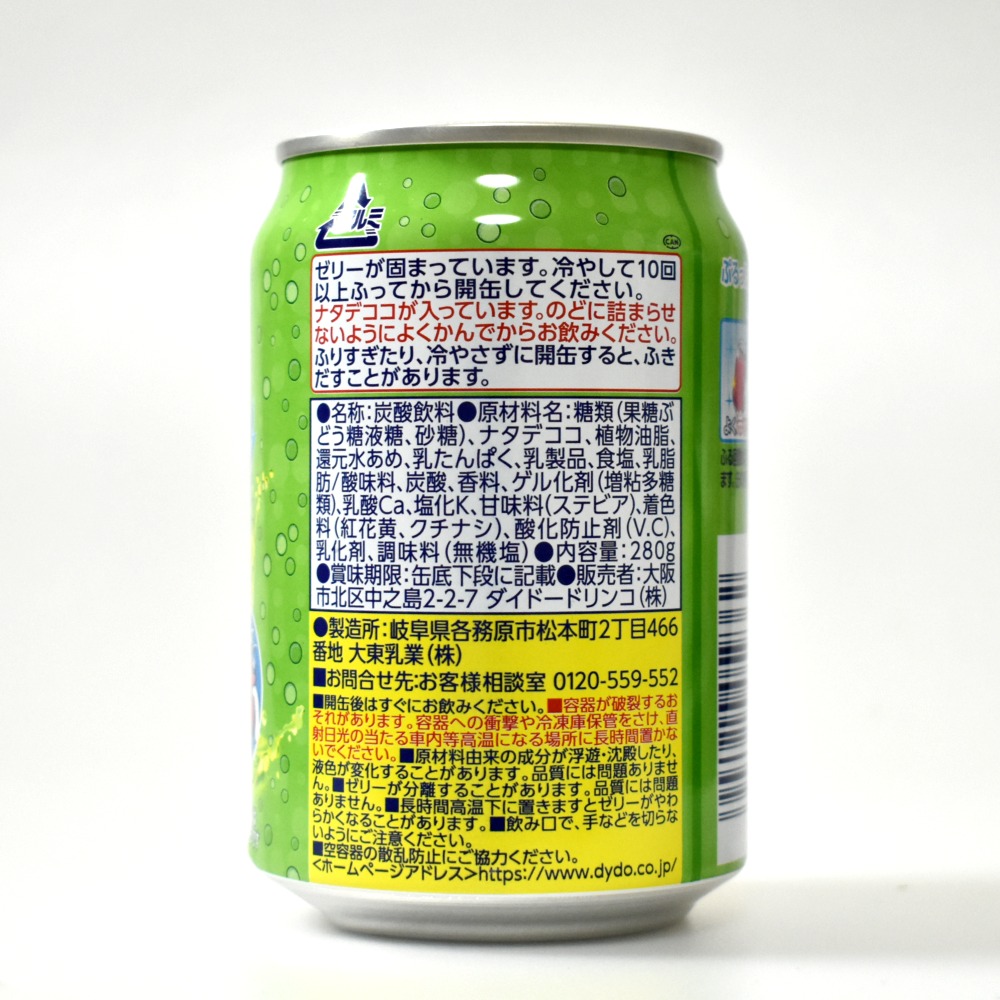 アルミ
CAN
ゼリーが固まっています。冷やして10回
以上ふってから開缶してください。
ナタデココが入っています。のどに詰まらせ
ないようによくかんでからお飲みください。
ふりすぎたり、冷やさずに開缶すると、ふき
だすことがあります。
●名称:炭酸飲料●原材料名:糖類(果糖ぶ
どう糖液糖、砂糖)、ナタデココ、植物油脂、
還元水あめ、乳たんぱく、乳製品、食塩、乳脂
肪/酸味料、炭酸、香料、ゲル化剤(増粘多糖
類)、乳酸Ca、塩化K、甘味料(ステビア)、着色
料(紅花黄、クチナシ)、酸化防止剤(V.C)、
乳化剤、調味料(無機塩)●内容量:280g
●賞味期限:缶底下段に記載●販売者:大阪
市北区中之島2-2-7 ダイドードリンコ(株)
●製造所:岐阜県各務原市松本町2丁目466
番地 大東乳業(株)
■お問合せ先:お客様相談室 0120-559-552
■開缶後はすぐにお飲みください。■容器が破裂するお
それがあります。容器への衝撃や冷凍庫保管をさけ、直
射日光の当たる車内等高温になる場所に長時間置かな
いでください。■原材料由来の成分が浮遊・沈殿したり、
液色が変化することがあります。品質には問題ありませ
ん。■ゼリーが分離することがあります。品質には問題
ありません。■長時間高温下に置きますとゼリーがやわ
らかくなることがあります。■飲み口で、手などを切らな
いようにご注意ください。
■空容器の散乱防止にご協力ください。
<ホームページアドレス>https://www.dydo.co.jp/